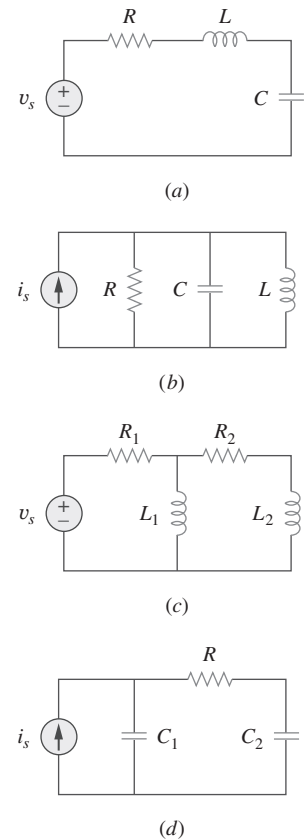 R L
+
v_s C
−
(a)
i_s R C L
(b)
R_1 R_2
+
v_s L_1 L_2
−
(c)
R
i_s C_1 C_2
(d)